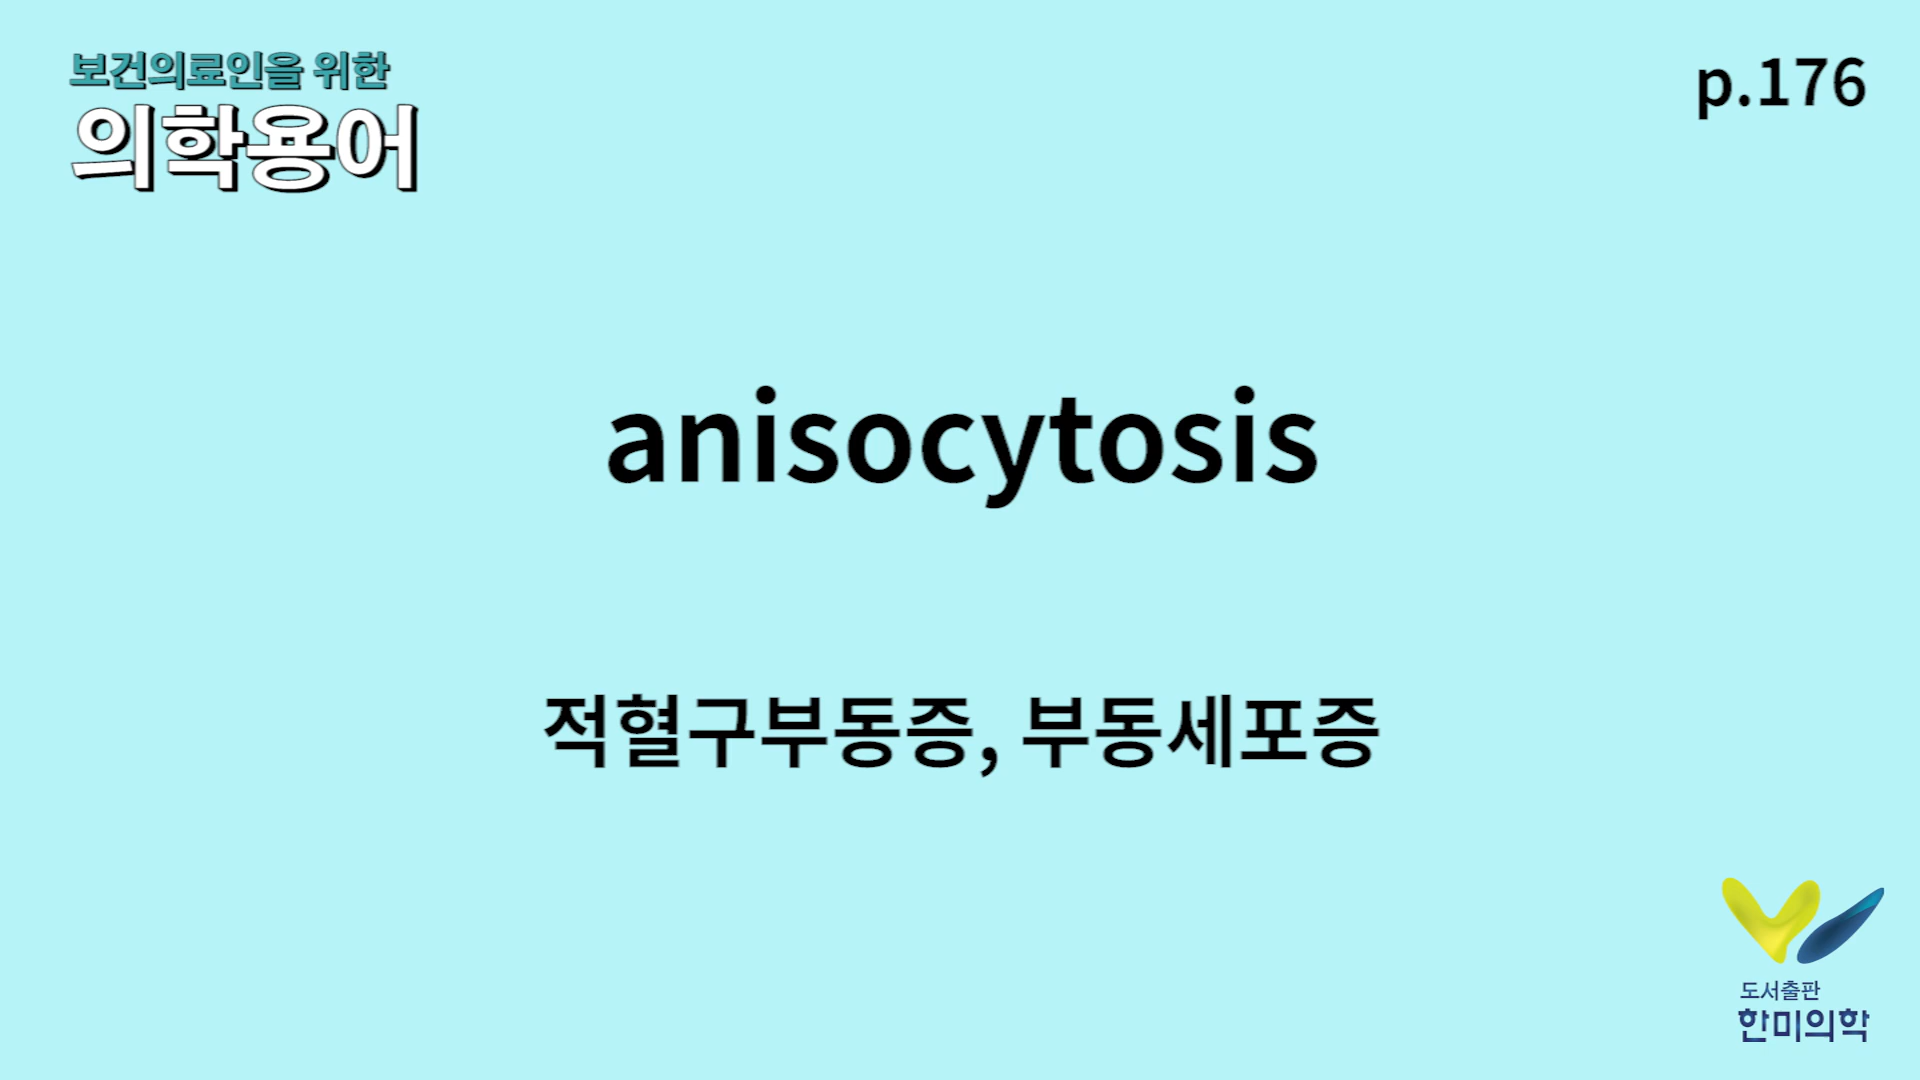 보건의료인을 위한
의학용어
p.176
anisocytosis
적혈구부동증, 부동세포증
도서출판
한미의학